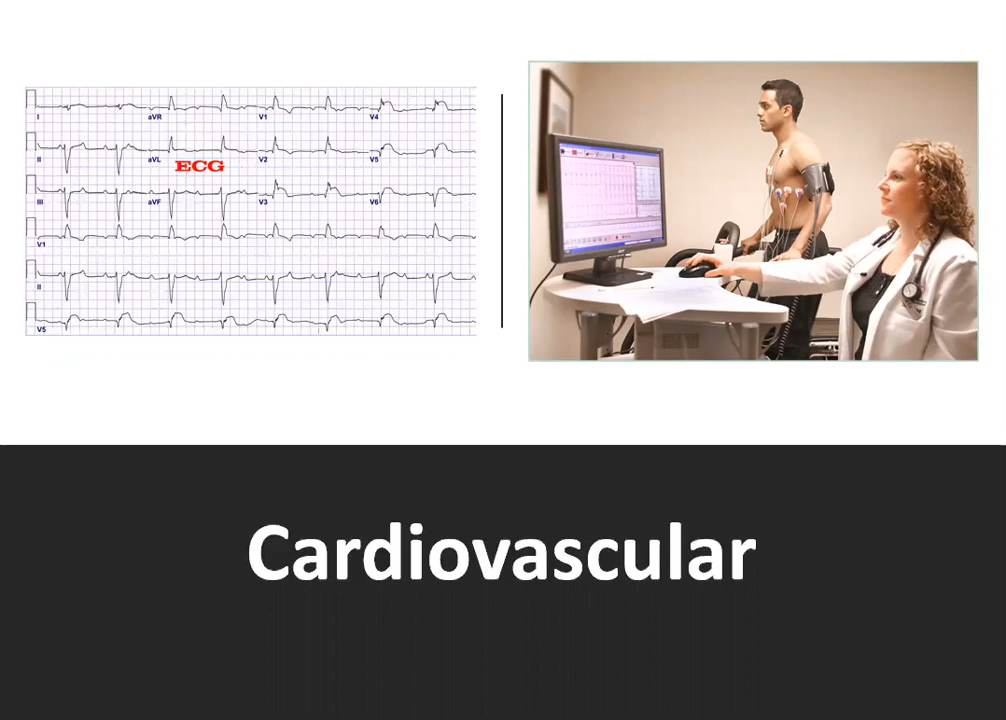 I aVR V1 V4
II aVL V2 V5
ECG
III aVF V3 V6
V1
II
V5
Cardiovascular